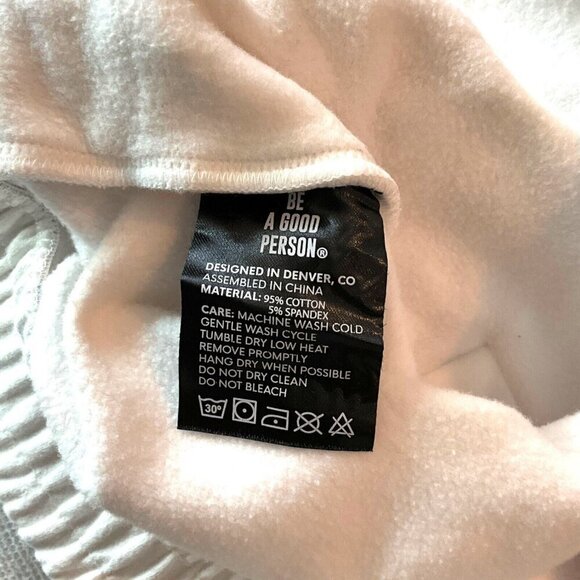 BE
A GOOD
PERSON®
DESIGNED IN DENVER, CO
ASSEMBLED IN CHINA
MATERIAL: 95% COTTON
5% SPANDEX
CARE: MACHINE WASH COLD
GENTLE WASH CYCLE
TUMBLE DRY LOW HEAT
REMOVE PROMPTLY
HANG DRY WHEN POSSIBLE
DO NOT DRY CLEAN
DO NOT BLEACH
30°